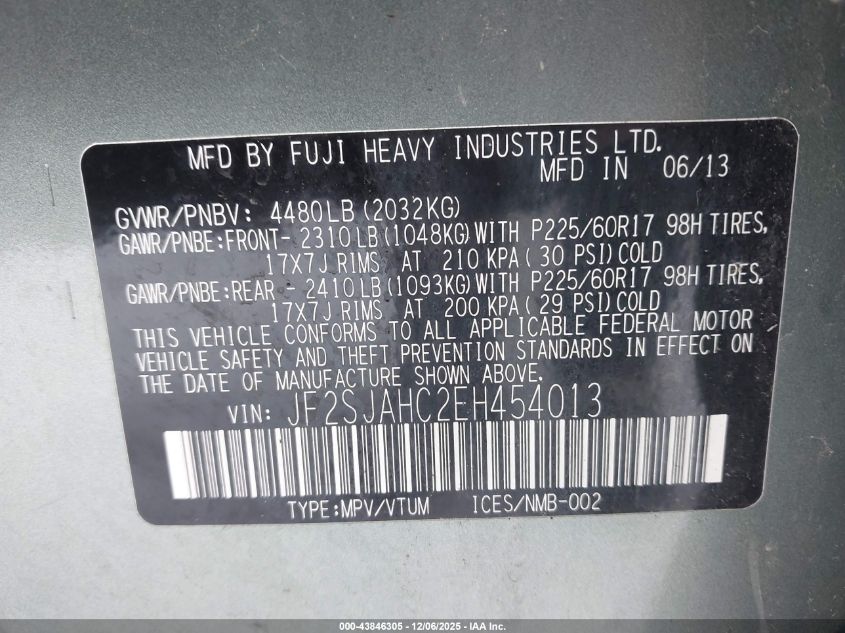 MFD BY FUJI HEAVY INDUSTRIES LTD.
MFD IN 06/13
GVWR/PNBV: 4480LB(2032KG)
GAWR/PNBE:FRONT- 2310LB(1048KG)WITH P225/60R17 98H TIRES,
17X7J RIMS AT 210 KPA(30 PSI)COLD
GAWR/PNBE:REAR - 2410LB(1093KG)WITH P225/60R17 98H TIRES,
17X7J RIMS AT 200 KPA(29 PSI)COLD
THIS VEHICLE CONFORMS TO ALL APPLICABLE FEDERAL MOTOR
VEHICLE SAFETY AND THEFT PREVENTION STANDARDS IN EFFECT ON
THE DATE OF MANUFACTURE SHOWN ABOVE.
VIN: JF2SJAHC2EH454013
TYPE:MPV/VTUM ICES/NMB-002
000-43846305 - 12/06/2025 - IAA Inc.